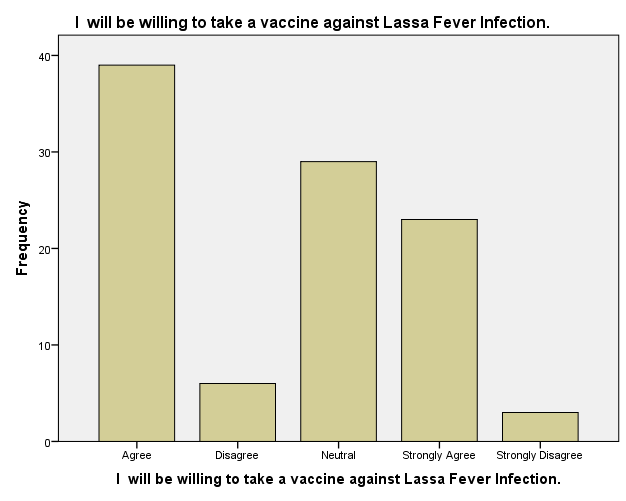 I will be willing to take a vaccine against Lassa Fever Infection.
40
30
20
10
0
Frequency
Agree Disagree Neutral Strongly Agree Strongly Disagree
I will be willing to take a vaccine against Lassa Fever Infection.